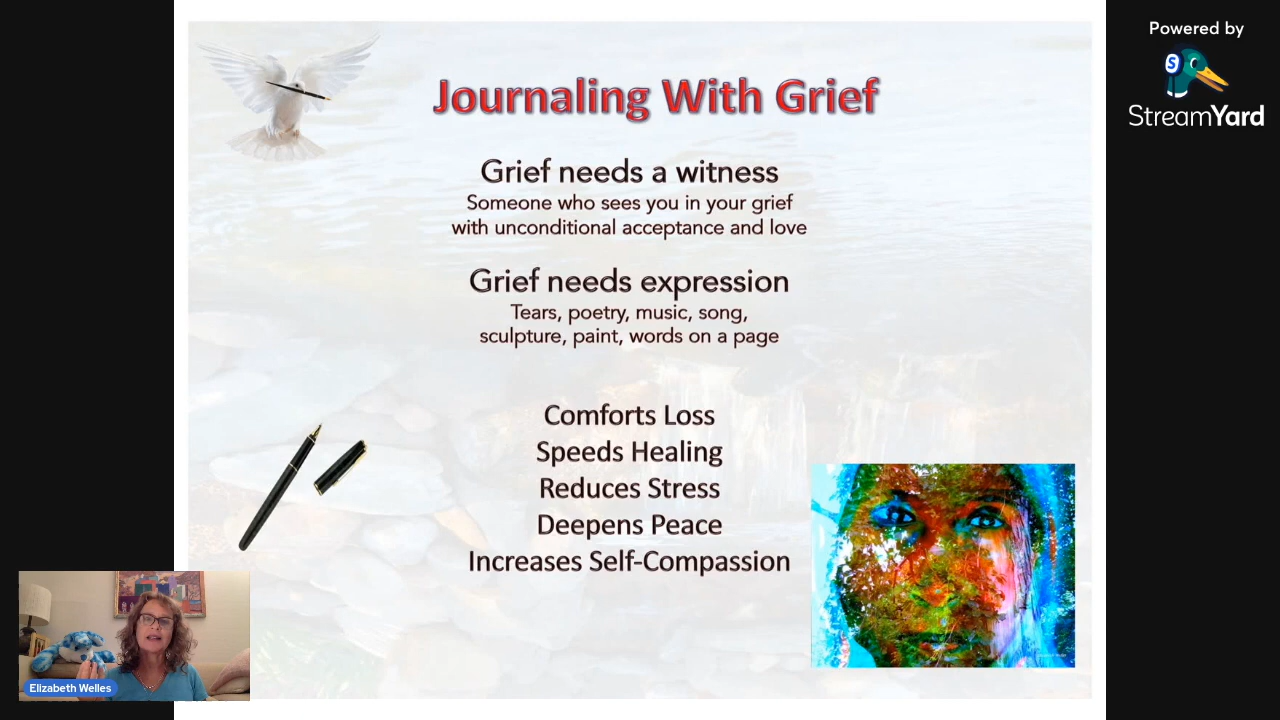 Journaling With Grief
Grief needs a witness
Someone who sees you in your grief
with unconditional acceptance and love
Grief needs expression
Tears, poetry, music, song,
sculpture, paint, words on a page
Comforts Loss
Speeds Healing
Reduces Stress
Deepens Peace
Increases Self-Compassion
Elizabeth Welles
Powered by
S
StreamYard